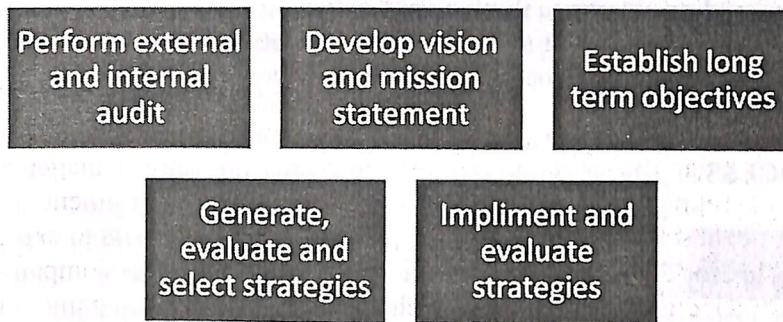 Perform external
and internal
audit
Develop vision
and mission
statement
Establish long
term objectives
Generate,
evaluate and
select strategies
Impliment and
evaluate
strategies